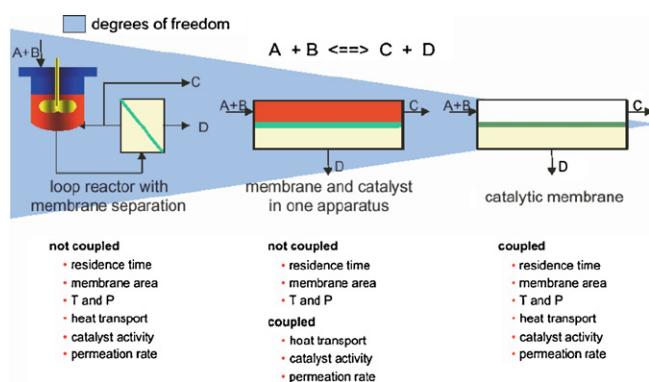 degrees of freedom
A + B <==> C + D
A+B
C
D
loop reactor with
membrane separation
A+B
C
D
membrane and catalyst
in one apparatus
A+B
C
D
catalytic membrane
not coupled
• residence time
• membrane area
• T and P
• heat transport
• catalyst activity
• permeation rate
not coupled
• residence time
• membrane area
• T and P
coupled
• heat transport
• catalyst activity
• permeation rate
coupled
• residence time
• membrane area
• T and P
• heat transport
• catalyst activity
• permeation rate